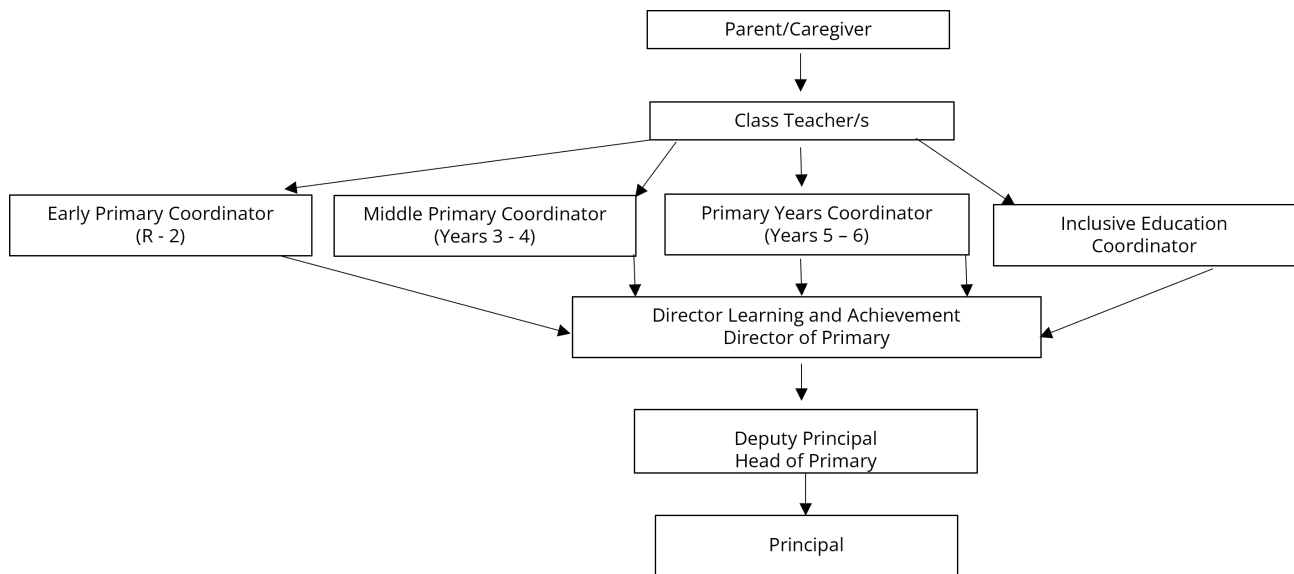 Parent/Caregiver
Class Teacher/s
Early Primary Coordinator
(R - 2)
Middle Primary Coordinator
(Years 3 - 4)
Primary Years Coordinator
(Years 5 – 6)
Inclusive Education
Coordinator
Director Learning and Achievement
Director of Primary
Deputy Principal
Head of Primary
Principal